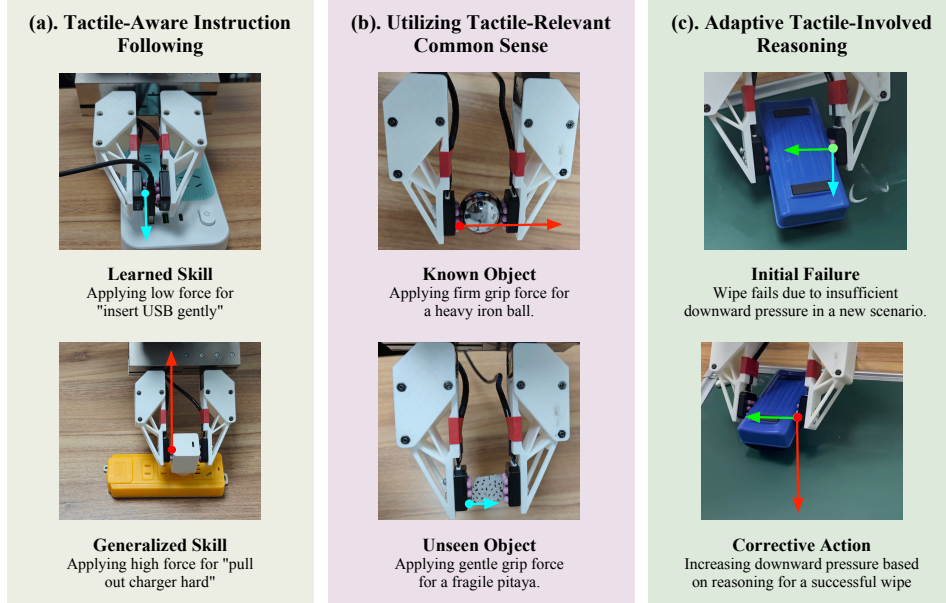 (a). Tactile-Aware Instruction
Following
Learned Skill
Applying low force for
"insert USB gently"
Generalized Skill
Applying high force for "pull
out charger hard"
(b). Utilizing Tactile-Relevant
Common Sense
Known Object
Applying firm grip force for
a heavy iron ball.
Unseen Object
Applying gentle grip force
for a fragile pitaya.
(c). Adaptive Tactile-Involved
Reasoning
Initial Failure
Wipe fails due to insufficient
downward pressure in a new scenario.
Corrective Action
Increasing downward pressure based
on reasoning for a successful wipe